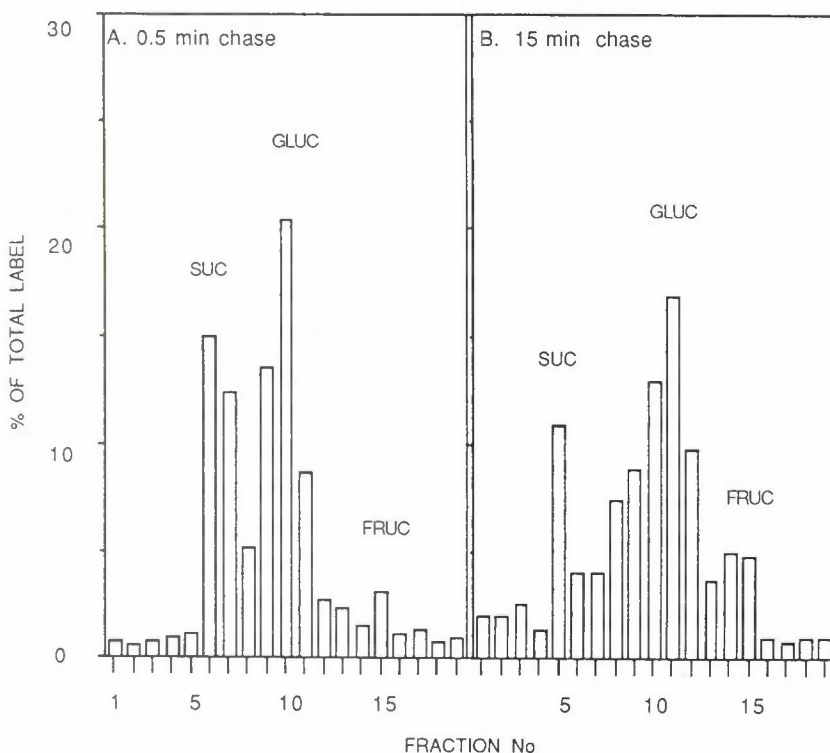 30
A. 0.5 min chase
B. 15 min chase
GLUC
GLUC
20
SUC
SUC
% OF TOTAL LABEL
10
FRUC
FRUC
0
1 5 10 15
5 10 15
FRACTION No